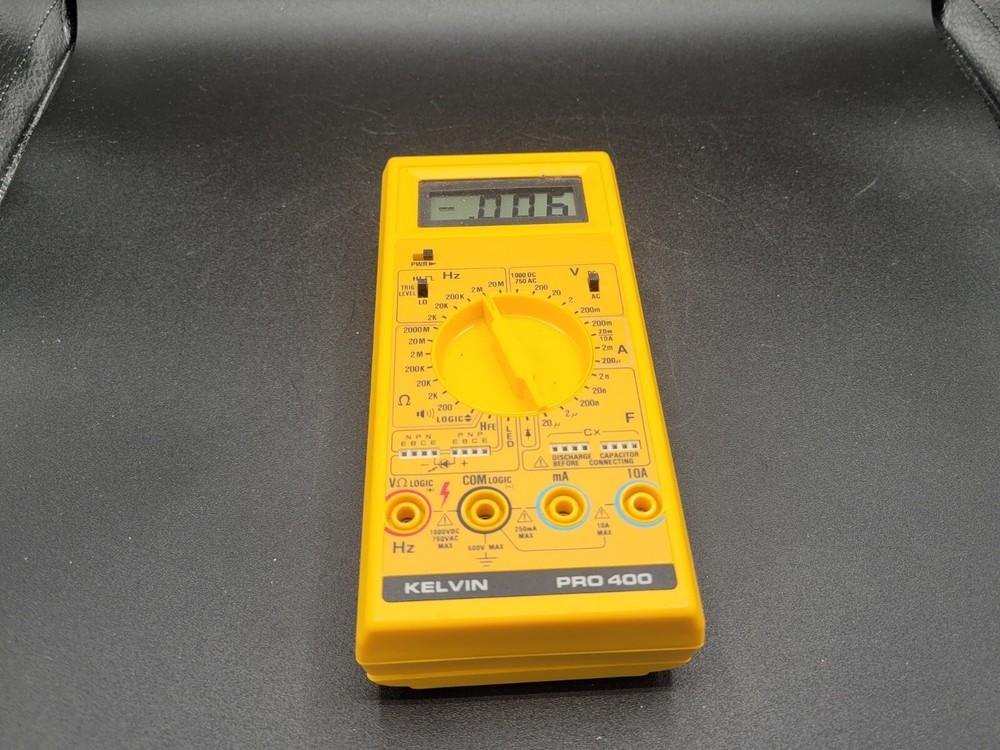 -.006
PWR
HI
Hz
TRIG
LEVEL
LO
1000 DC
750 AC
V
DC
AC
2K
20K
200K
2M
20M
200
20
2
200m
2000M
20M
2M
200K
20K
2K
200
Ω
LOGIC
200m
20m
10A
2m
200µ
A
2n
20n
200n
2µ
20µ
F
HFE
LED
NPN
EBCE
PNP
EBCE
- +
CX
DISCHARGE CAPACITOR
BEFORE CONNECTING
VΩ LOGIC
(+)
COM LOGIC
(-)
mA
10A
Hz
1000VDC
750VAC
MAX
600V MAX
250mA
MAX
10A
MAX
KELVIN PRO 400